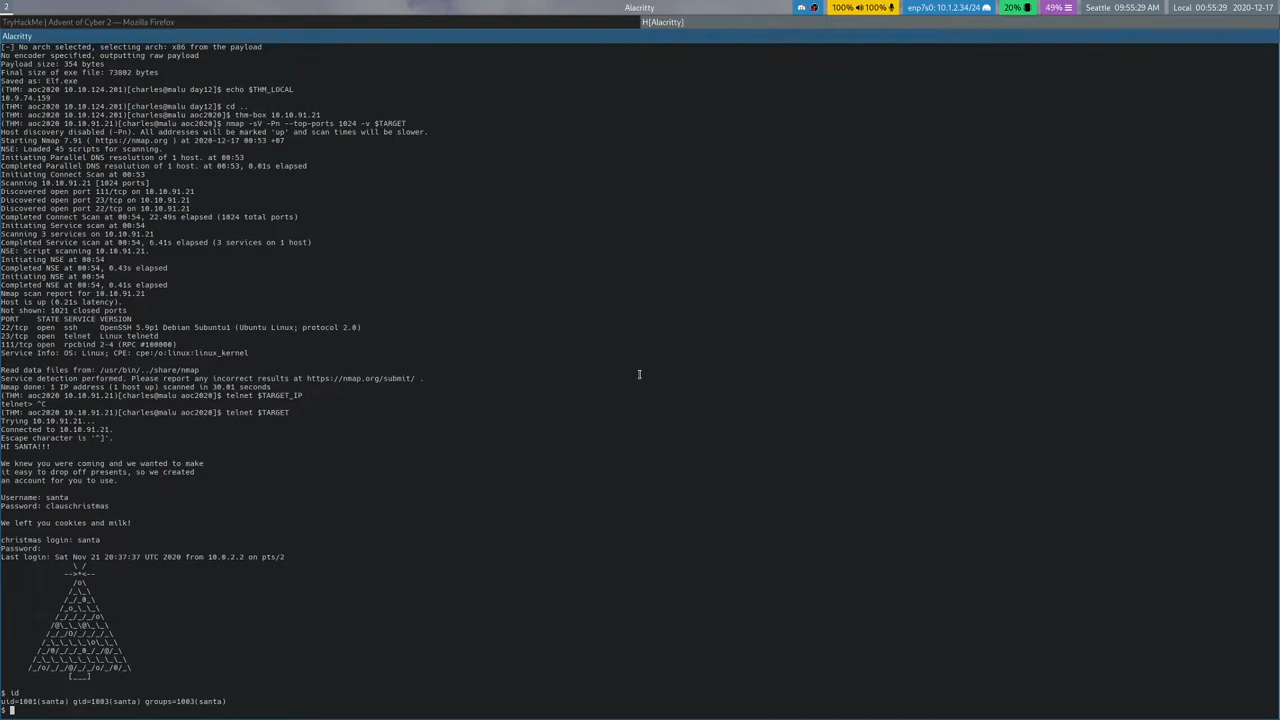 2 Alacritty 100% 100% enp7s0: 10.1.2.34/24 20% 49% Seattle 09:55:29 AM Local 00:55:29 2020-12-17
TryHackMe | Advent of Cyber 2 — Mozilla Firefox H[Alacritty]
Alacritty
[-] No arch selected, selecting arch: x86 from the payload
No encoder specified, outputting raw payload
Payload size: 354 bytes
Final size of exe file: 73802 bytes
Saved as: Elf.exe
(THM: aoc2020 10.10.124.201)[charles@malu day12]$ echo $THM_LOCAL
10.9.74.159
(THM: aoc2020 10.10.124.201)[charles@malu day12]$ cd ..
(THM: aoc2020 10.10.124.201)[charles@malu aoc2020]$ thm-box 10.10.91.21
(THM: aoc2020 10.10.91.21)[charles@malu aoc2020]$ nmap -sV -Pn --top-ports 1024 -v $TARGET
Host discovery disabled (-Pn). All addresses will be marked 'up' and scan times will be slower.
Starting Nmap 7.91 ( https://nmap.org ) at 2020-12-17 00:53 +07
NSE: Loaded 45 scripts for scanning.
Initiating Parallel DNS resolution of 1 host. at 00:53
Completed Parallel DNS resolution of 1 host. at 00:53, 0.01s elapsed
Initiating Connect Scan at 00:53
Scanning 10.10.91.21 [1024 ports]
Discovered open port 111/tcp on 10.10.91.21
Discovered open port 23/tcp on 10.10.91.21
Discovered open port 22/tcp on 10.10.91.21
Completed Connect Scan at 00:54, 22.49s elapsed (1024 total ports)
Initiating Service scan at 00:54
Scanning 3 services on 10.10.91.21
Completed Service scan at 00:54, 6.41s elapsed (3 services on 1 host)
NSE: Script scanning 10.10.91.21.
Initiating NSE at 00:54
Completed NSE at 00:54, 0.43s elapsed
Initiating NSE at 00:54
Completed NSE at 00:54, 0.41s elapsed
Nmap scan report for 10.10.91.21
Host is up (0.21s latency).
Not shown: 1021 closed ports
PORT    STATE SERVICE VERSION
22/tcp  open  ssh     OpenSSH 5.9p1 Debian 5ubuntu1 (Ubuntu Linux; protocol 2.0)
23/tcp  open  telnet  Linux telnetd
111/tcp open  rpcbind 2-4 (RPC #100000)
Service Info: OS: Linux; CPE: cpe:/o:linux:linux_kernel
Read data files from: /usr/bin/../share/nmap
Service detection performed. Please report any incorrect results at https://nmap.org/submit/ .
Nmap done: 1 IP address (1 host up) scanned in 30.01 seconds
(THM: aoc2020 10.10.91.21)[charles@malu aoc2020]$ telnet $TARGET_IP
telnet> ^C
(THM: aoc2020 10.10.91.21)[charles@malu aoc2020]$ telnet $TARGET
Trying 10.10.91.21...
Connected to 10.10.91.21.
Escape character is '^]'.
HI SANTA!!!
We knew you were coming and we wanted to make
it easy to drop off presents, so we created
an account for you to use.
Username: santa
Password: clauschristmas
We left you cookies and milk!
christmas login: santa
Password:
Last login: Sat Nov 21 20:37:37 UTC 2020 from 10.0.2.2 on pts/2
$ id
uid=1001(santa) gid=1003(santa) groups=1003(santa)
$